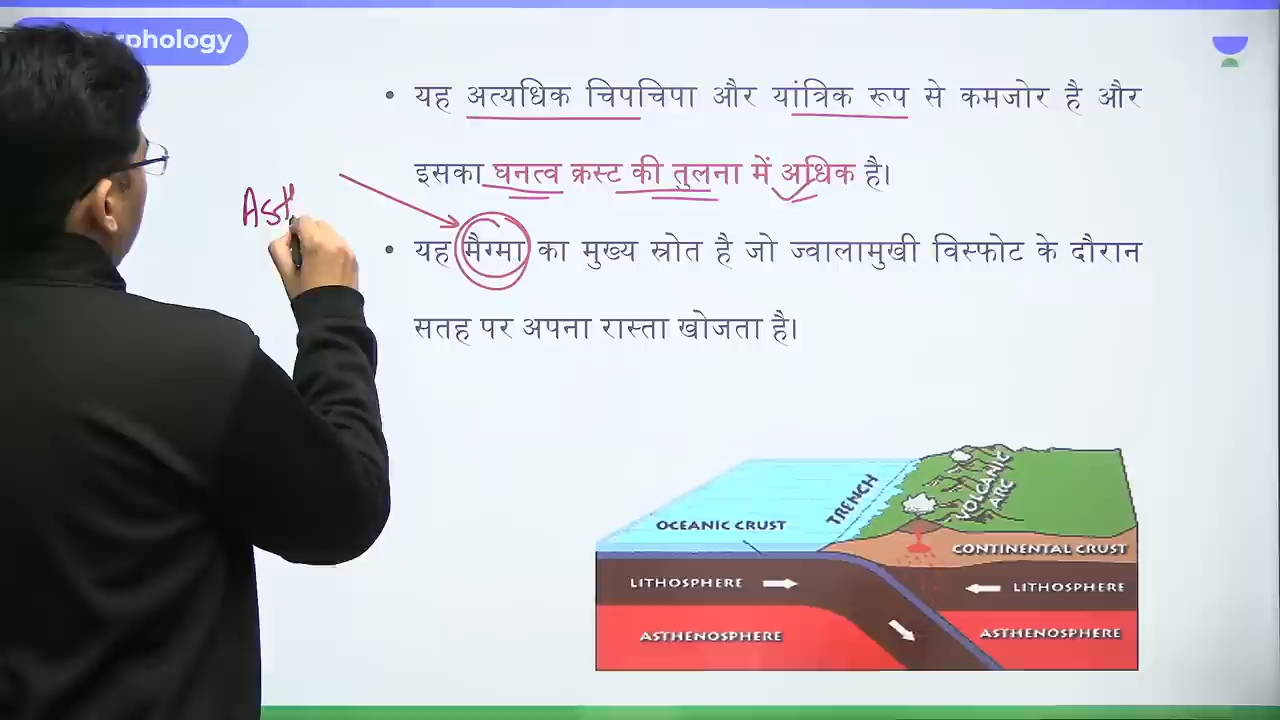 rphology
यह अत्यधिक चिपचिपा और यांत्रिक रूप से कमजोर है और
इसका घनत्व क्रस्ट की तुलना में अधिक है।
Ast
यह मैग्मा का मुख्य स्रोत है जो ज्वालामुखी विस्फोट के दौरान
सतह पर अपना रास्ता खोजता है।
VOLCANIC
ARC
TRENCH
OCEANIC CRUST
CONTINENTAL CRUST
LITHOSPHERE
LITHOSPHERE
ASTHENOSPHERE
ASTHENOSPHERE